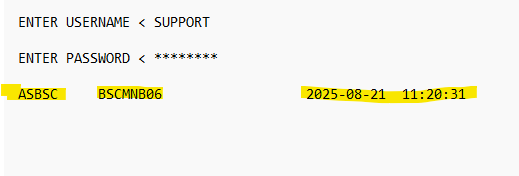 ENTER USERNAME < SUPPORT
ENTER PASSWORD < ********
ASBSC BSCMNB06 2025-08-21 11:20:31